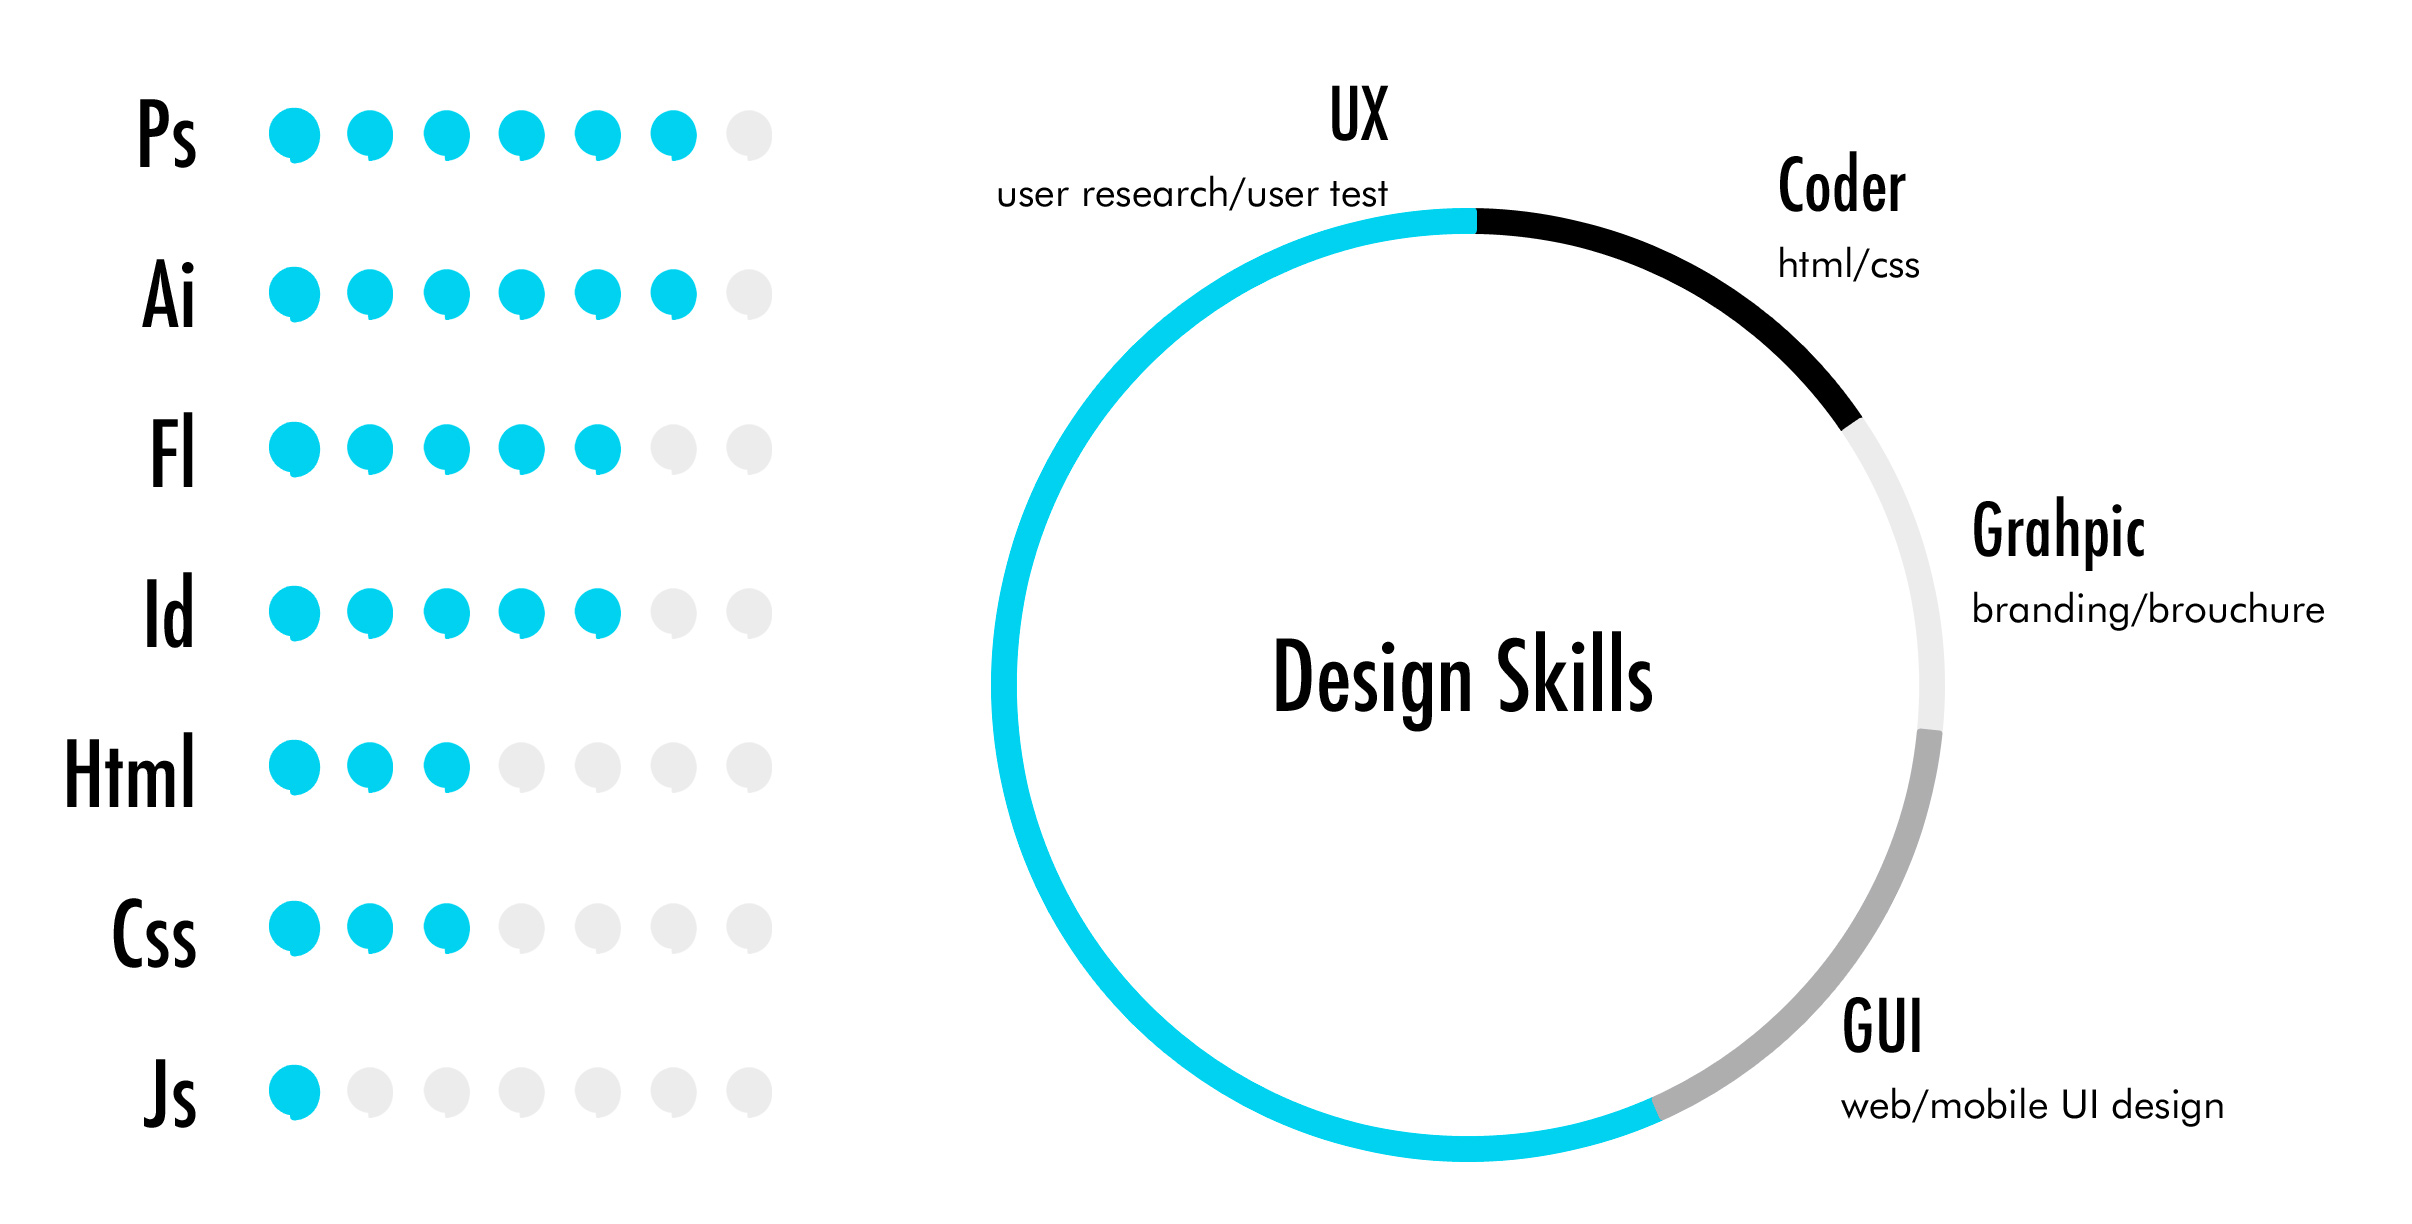 Ps
Ai
Fl
Id
Html
Css
Js
UX
user research/user test
Coder
html/css
Grahpic
branding/brouchure
Design Skills
GUI
web/mobile UI design